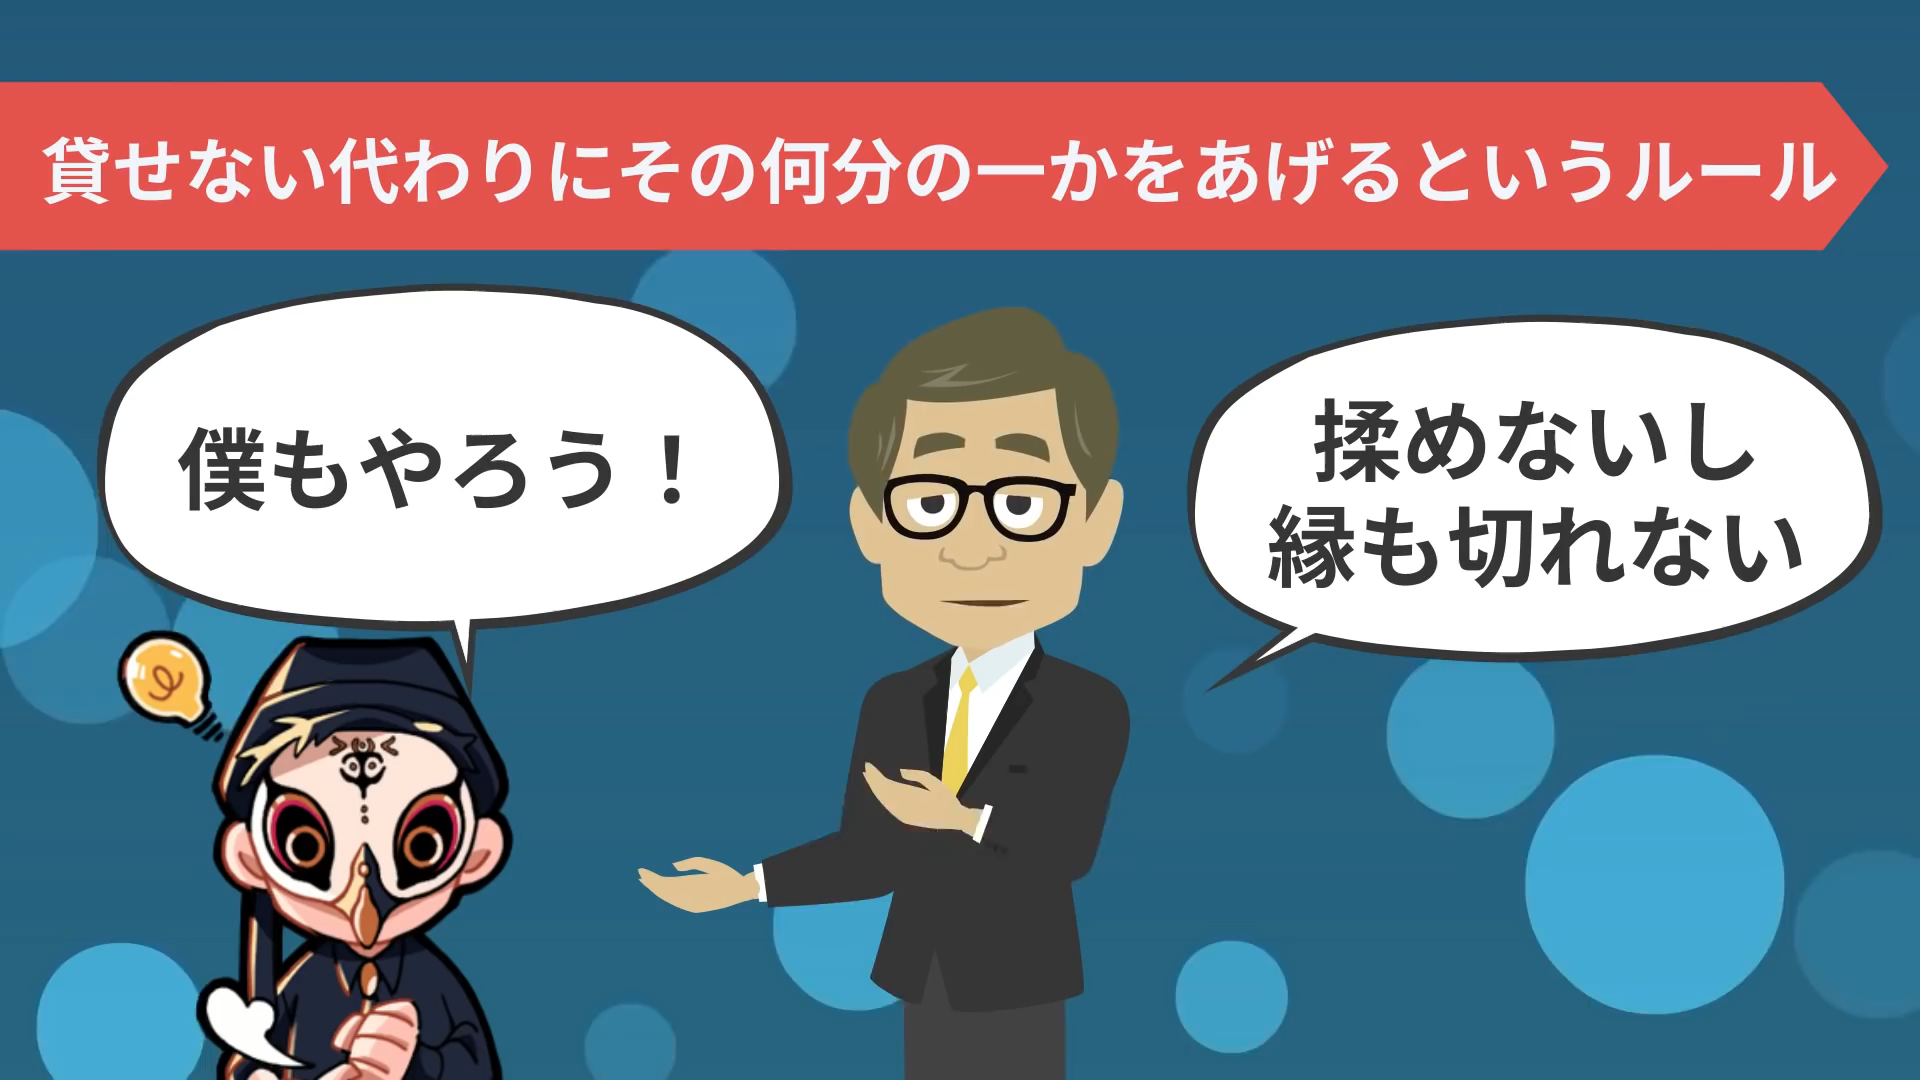 貸せない代わりにその何分の一かをあげるというルール
僕もやろう！
揉めないし
縁も切れない